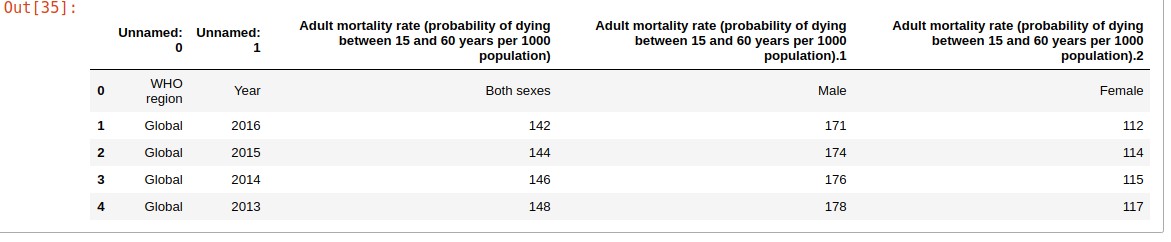 Out[35]:
Unnamed: 0 Unnamed: 1 Adult mortality rate (probability of dying between 15 and 60 years per 1000 population) Adult mortality rate (probability of dying between 15 and 60 years per 1000 population).1 Adult mortality rate (probability of dying between 15 and 60 years per 1000 population).2
0 WHO region Year Both sexes Male Female
1 Global 2016 142 171 112
2 Global 2015 144 174 114
3 Global 2014 146 176 115
4 Global 2013 148 178 117